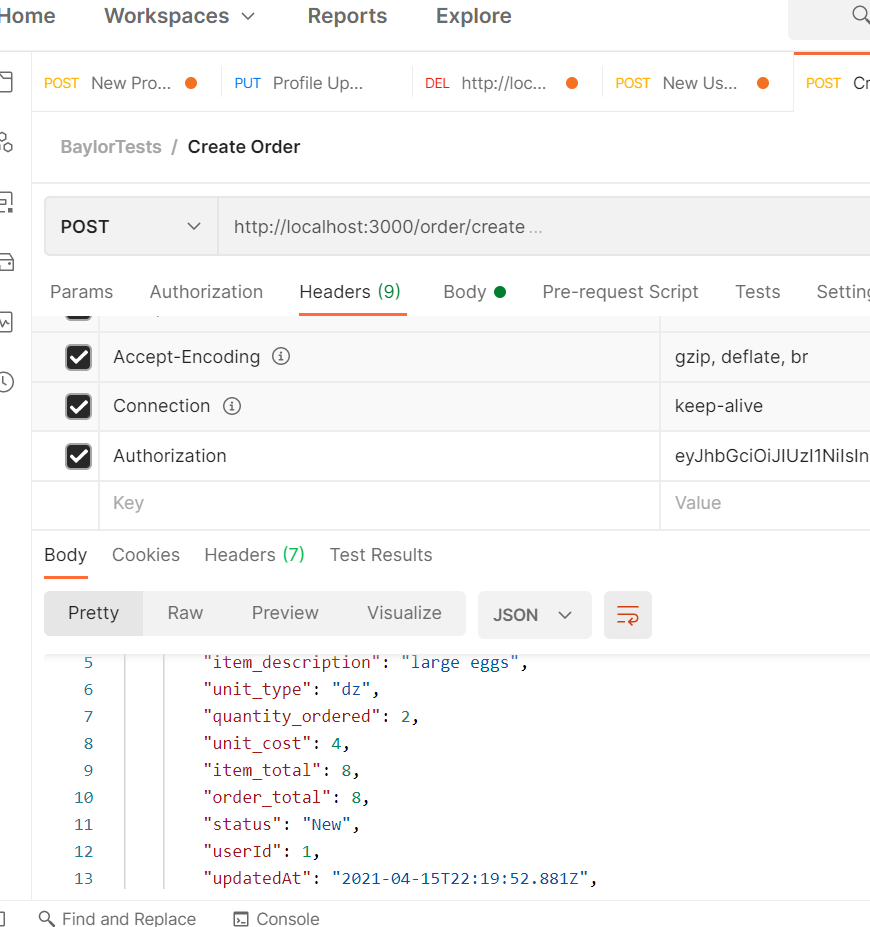 Home Workspaces Reports Explore
POST New Pro... PUT Profile Up... DEL http://loc... POST New Us... POST Cr
BaylorTests / Create Order
POST http://localhost:3000/order/create ...
Params Authorization Headers (9) Body Pre-request Script Tests Setting
Accept-Encoding gzip, deflate, br
Connection keep-alive
Authorization eyJhbGciOiJIUzI1NiIsIn
Key Value
Body Cookies Headers (7) Test Results
Pretty Raw Preview Visualize JSON
5 "item_description": "large eggs",
6 "unit_type": "dz",
7 "quantity_ordered": 2,
8 "unit_cost": 4,
9 "item_total": 8,
10 "order_total": 8,
11 "status": "New",
12 "userId": 1,
13 "updatedAt": "2021-04-15T22:19:52.881Z",
Find and Replace Console